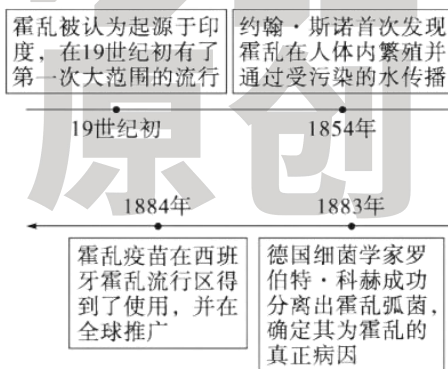 霍乱被认为起源于印
度，在19世纪初有了
第一次大范围的流行
约翰·斯诺首次发现
霍乱在人体内繁殖并
通过受污染的水传播
19世纪初
1854年
1884年
1883年
霍乱疫苗在西班
牙霍乱流行区得
到了使用，并在
全球推广
德国细菌学家罗
伯特·科赫成功
分离出霍乱弧菌，
确定其为霍乱的
真正病因
原创